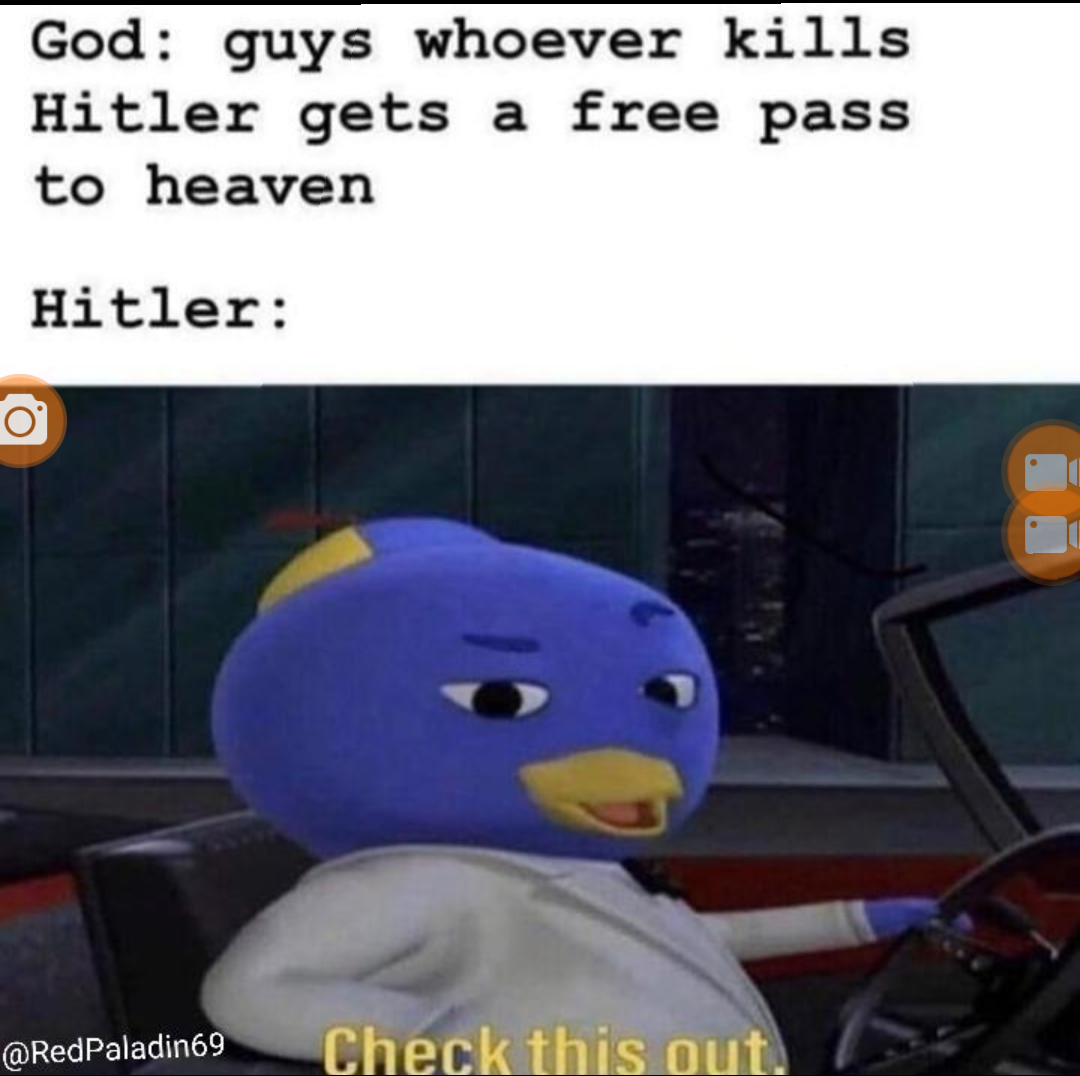 God: guys whoever kills
Hitler gets a free pass
to heaven
Hitler:
@RedPaladin69
Check this out.